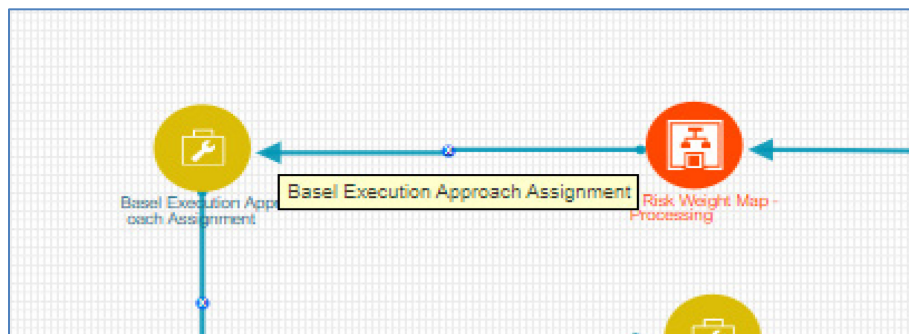 Basel Execution Approach Assignment
Basel Execution App
oach Assignment
Risk Weight Map -
Processing